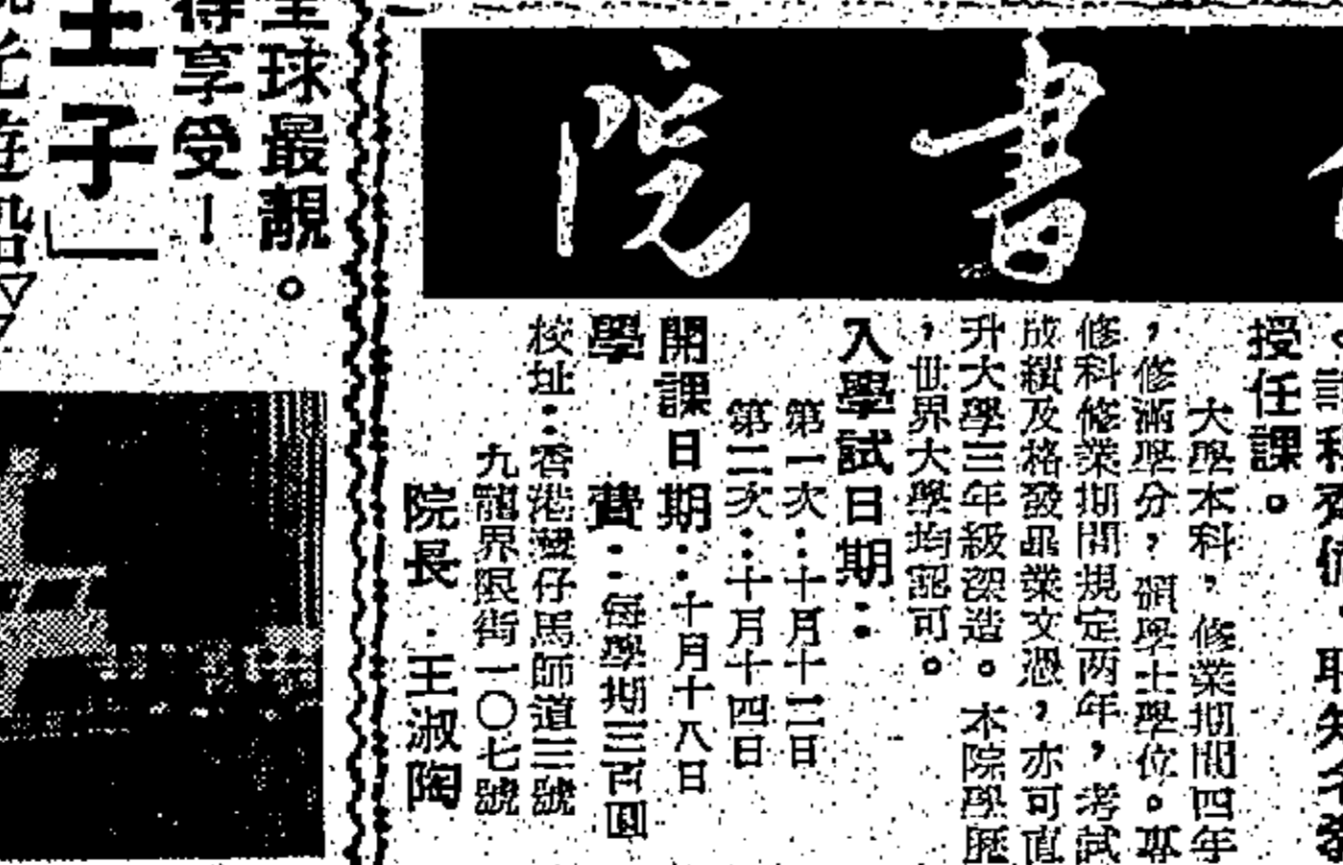 書院
授任課。
大學本科，修業期間四年
，修滿學分，頒學士學位。專
修科修業期間規定两年，考試
成績及格發畢業文憑，亦可直
升大學三年級深造。本院學歷
，世界大學均認可。
入學試日期：
第一次：十月十二日
第二次：十月十四日
開課日期：十月十八日
學費：每學期三百圓
校址：香港灣仔馬師道三號
九龍界限街一〇七號
院長 王淑陶
全球最靚。
得享受！
王子」